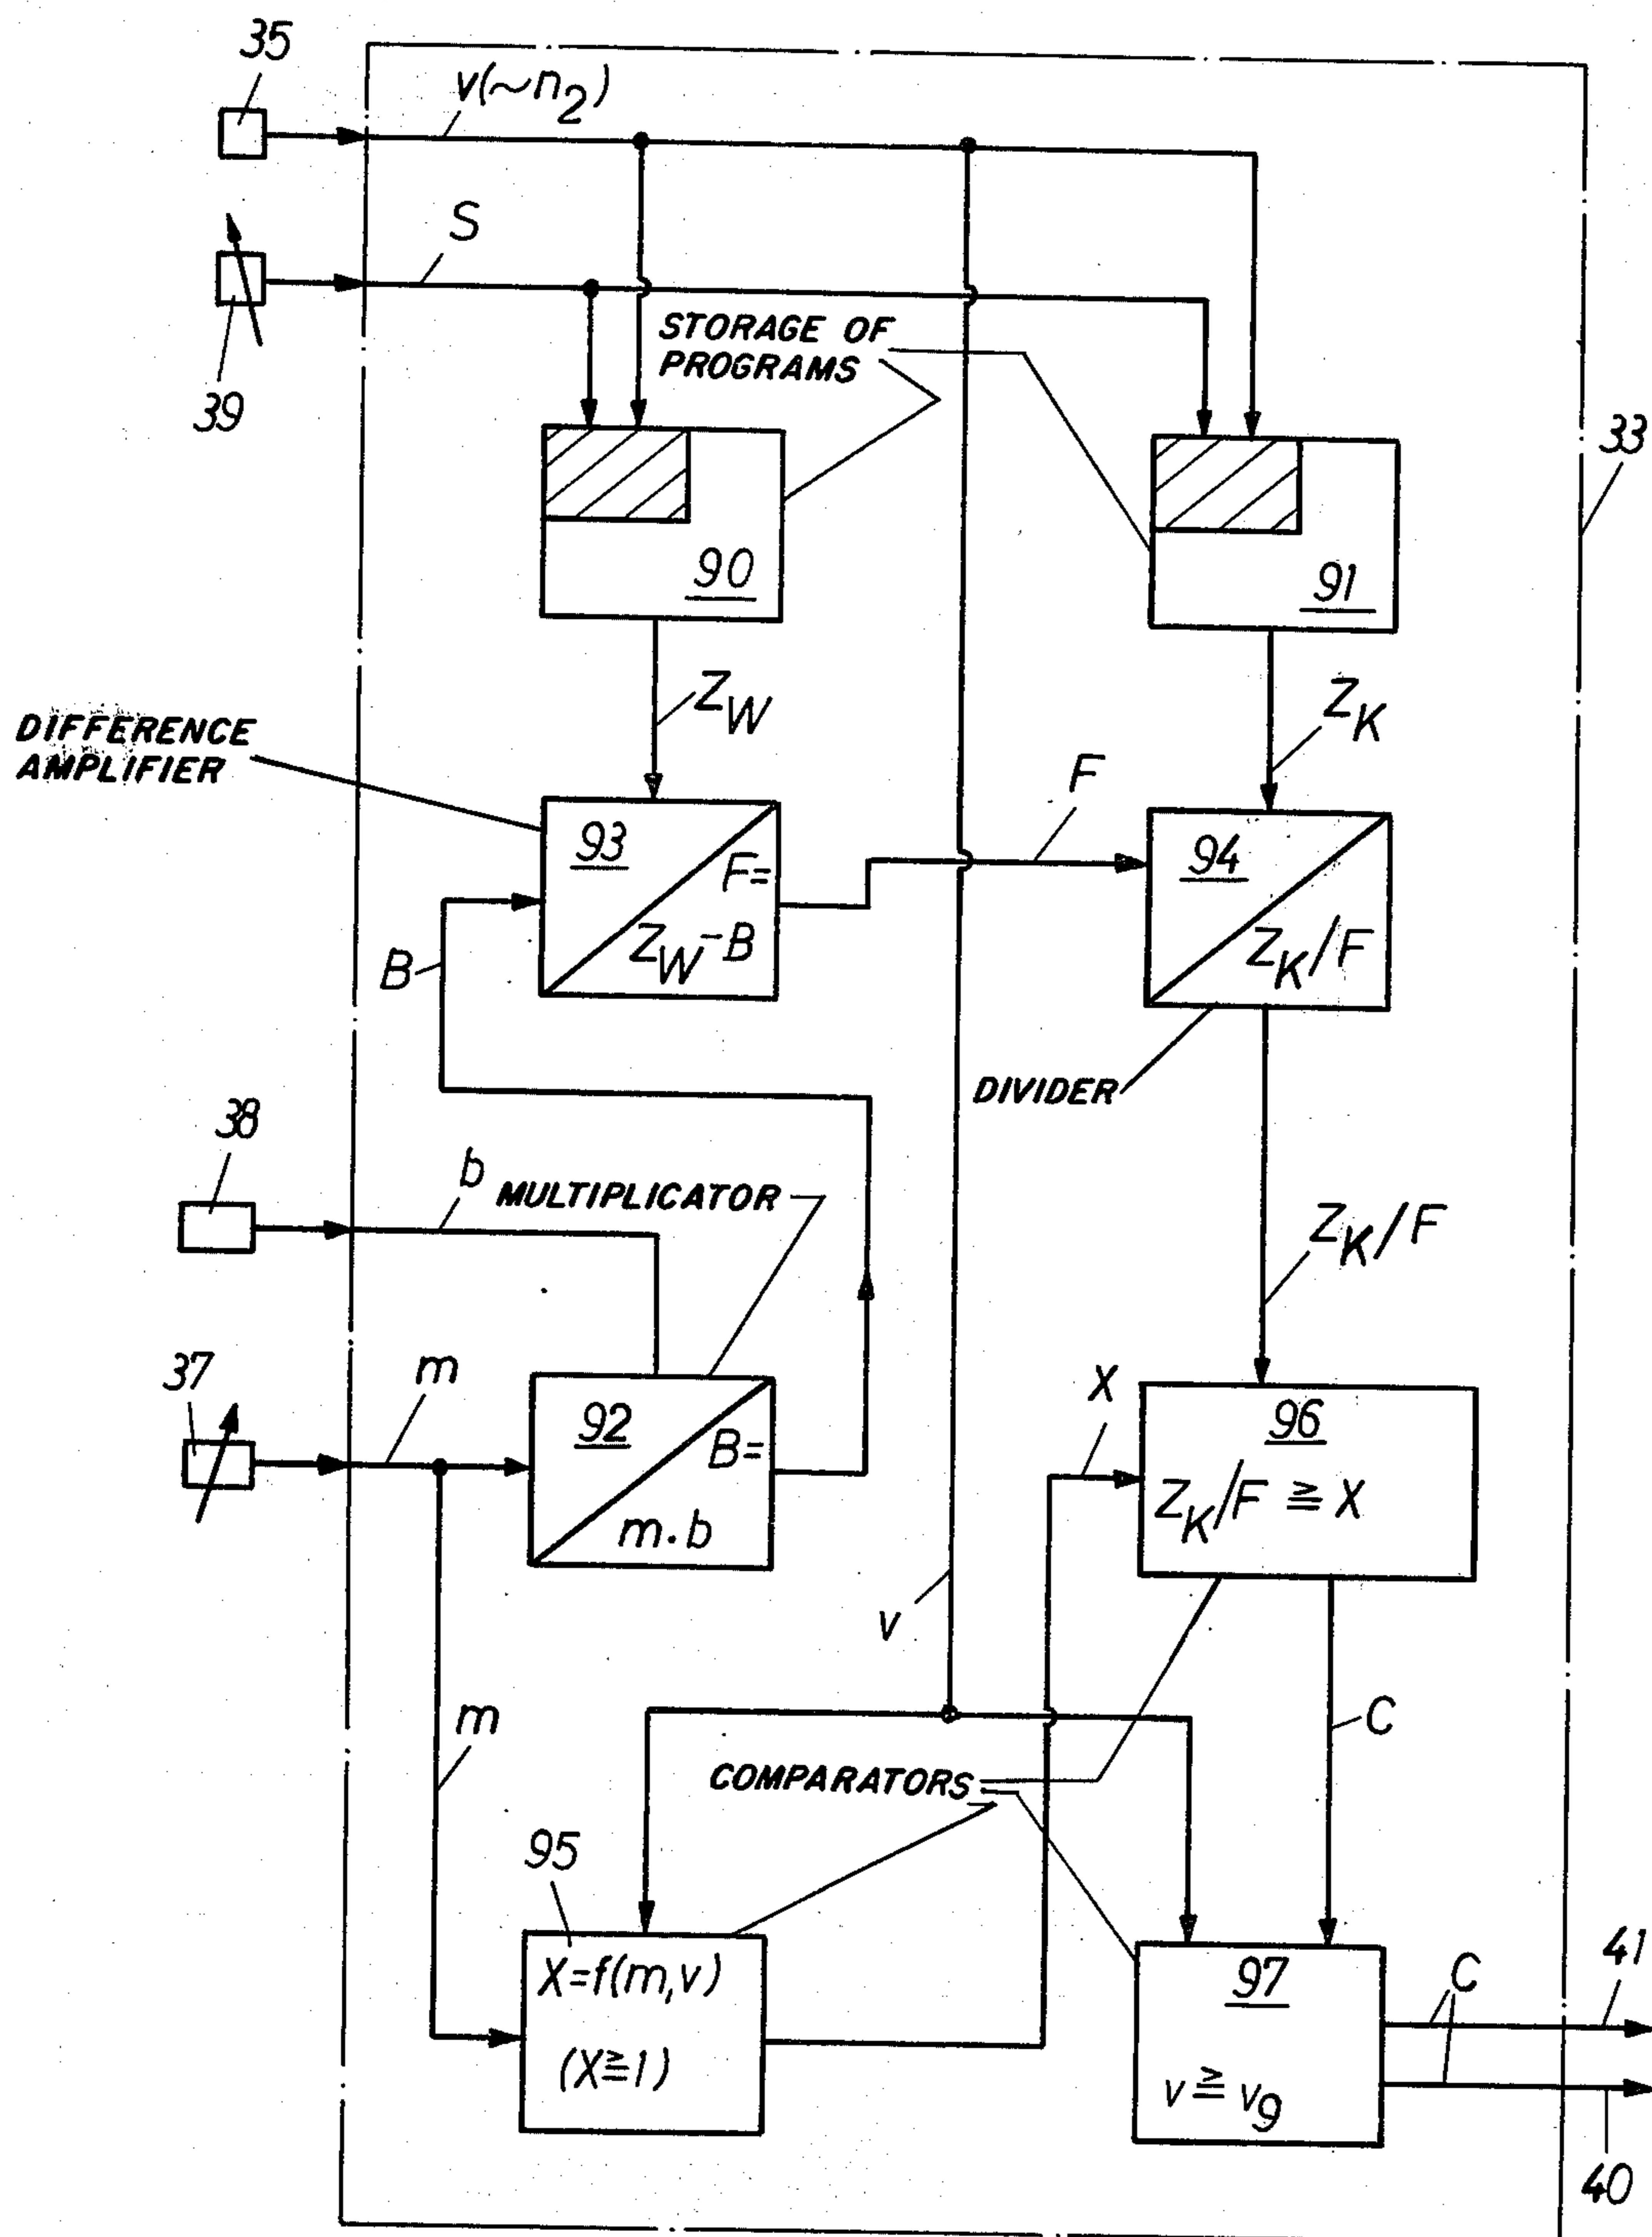 35
v(~n2)
S
39
STORAGE OF
PROGRAMS
33
90
91
ZW
ZK
DIFFERENCE
AMPLIFIER
F
93
F=
ZW-B
94
ZK/F
B
DIVIDER
38
b
MULTIPLICATOR
ZK/F
37
m
92
B=
m.b
X
96
ZK/F ≧ X
v
m
C
COMPARATORS
95
X=f(m,v)
(X≧1)
97
v ≧ vg
C
41
40